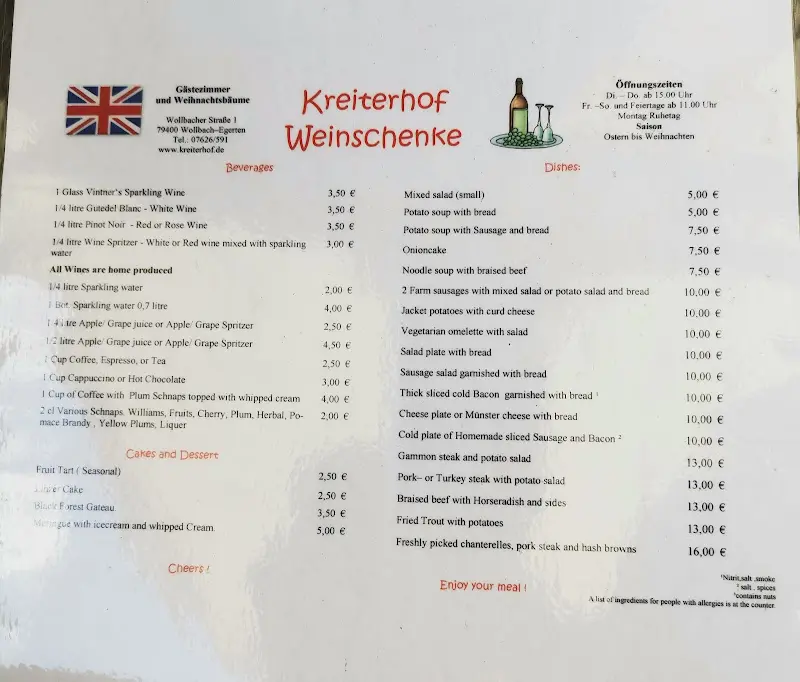 Gästezimmer
und Weihnachtsbäume
Wollbacher Straße 1
79400 Wollbach–Egerten
Tel.: 07626/591
www.kreiterhof.de
Kreiterhof
Weinschenke
Öffnungszeiten
Di. – Do. ab 15.00 Uhr
Fr. –So. und Feiertage ab 11.00 Uhr
Montag Ruhetag
Saison
Ostern bis Weihnachten
Beverages
1 Glass Vintner's Sparkling Wine 3,50 €
1/4 litre Gutedel Blanc - White Wine 3,50 €
1/4 litre Pinot Noir - Red or Rose Wine 3,50 €
1/4 litre Wine Spritzer - White or Red wine mixed with sparkling 3,00 €
water
All Wines are home produced
1/4 litre Sparkling water 2,00 €
1 Bot. Sparkling water 0,7 litre 4,00 €
1/4 litre Apple/ Grape juice or Apple/ Grape Spritzer 2,50 €
1/2 litre Apple/ Grape juice or Apple/ Grape Spritzer 4,50 €
1 Cup Coffee, Espresso, or Tea 2,50 €
1 Cup Cappuccino or Hot Chocolate 3,00 €
1 Cup of Coffee with Plum Schnaps topped with whipped cream 4,00 €
2 cl Various Schnaps, Williams, Fruits, Cherry, Plum, Herbal, Po- 2,00 €
mace Brandy , Yellow Plums, Liquer
Cakes and Dessert
Fruit Tart ( Seasonal) 2,50 €
Cake 2,50 €
Black Forest Gateau 3,50 €
Meringue with icecream and whipped Cream. 5,00 €
Cheers !
Dishes:
Mixed salad (small) 5,00 €
Potato soup with bread 5,00 €
Potato soup with Sausage and bread 7,50 €
Onioncake 7,50 €
Noodle soup with braised beef 7,50 €
2 Farm sausages with mixed salad or potato salad and bread 10,00 €
Jacket potatoes with curd cheese 10,00 €
Vegetarian omelette with salad 10,00 €
Salad plate with bread 10,00 €
Sausage salad garnished with bread 10,00 €
Thick sliced cold Bacon garnished with bread ¹ 10,00 €
Cheese plate or Münster cheese with bread 10,00 €
Cold plate of Homemade sliced Sausage and Bacon ² 10,00 €
Gammon steak and potato salad 13,00 €
Pork– or Turkey steak with potato salad 13,00 €
Braised beef with Horseradish and sides 13,00 €
Fried Trout with potatoes 13,00 €
Freshly picked chanterelles, pork steak and hash browns 16,00 €
Enjoy your meal !
¹Nitrit,salt ,smoke
² salt , spices
³contains nuts
A list of ingredients for people with allergies is at the counter.